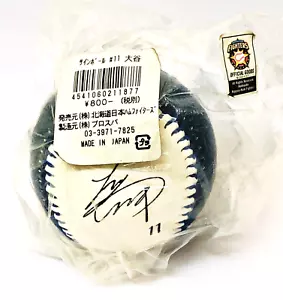 サインボール #11 大谷
4541060211877
¥800- (税別)
発売元(株)北海道日本ハムファイターズ
製造元(株)プロスパ
03-3971-7825
MADE IN JAPAN
FIGHTERS
OFFICIAL GOODS
11